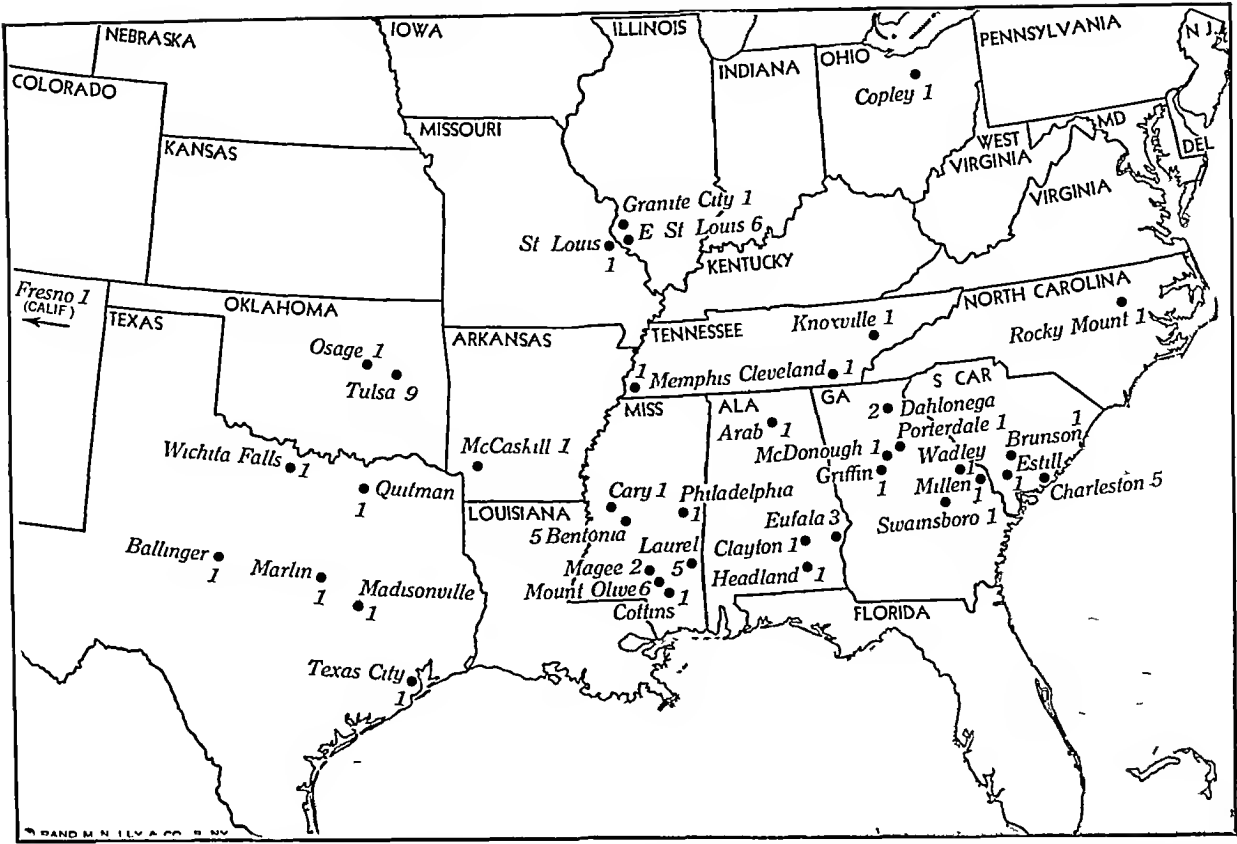 NEBRASKA
IOWA
ILLINOIS
INDIANA
OHIO
PENNSYLVANIA
N J.
COLORADO
Copley 1
MISSOURI
KANSAS
WEST
VIRGINIA
MD
DEL
VIRGINIA
Granite City 1
E St Louis 6
St Louis
1
KENTUCKY
Fresno 1
(CALIF)
OKLAHOMA
TEXAS
NORTH CAROLINA
Rocky Mount 1
TENNESSEE
Knoxville 1
ARKANSAS
Osage 1
Tulsa 9
1
Memphis
Cleveland 1
S CAR
MISS
ALA
GA
2 Dahlonega
Arab 1
Porterdale 1
McDonough 1
Griffin
1
Wadley
1
Brunson
1
Estill
1
Millen
1
Charleston 5
Swainsboro 1
McCaskill 1
Wichita Falls 1
Quitman
1
LOUISIANA
Cary 1
Philadelphia
1
5 Bentonia
Eufala 3
Clayton 1
Headland 1
Laurel
5
Magee 2
Mount Olive 6
Collins
1
Ballinger
1
Marlin
1
Madisonville
1
FLORIDA
Texas City
1